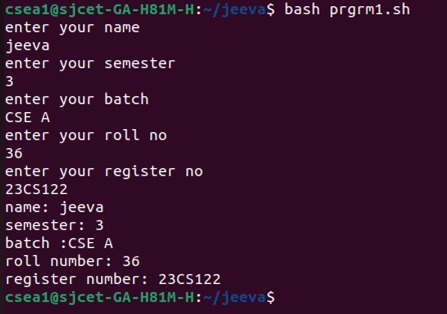 csea1@sjcet-GA-H81M-H:~/jeeva$ bash prgrm1.sh
enter your name
jeeva
enter your semester
3
enter your batch
CSE A
enter your roll no
36
enter your register no
23CS122
name: jeeva
semester: 3
batch :CSE A
roll number: 36
register number: 23CS122
csea1@sjcet-GA-H81M-H:~/jeeva$